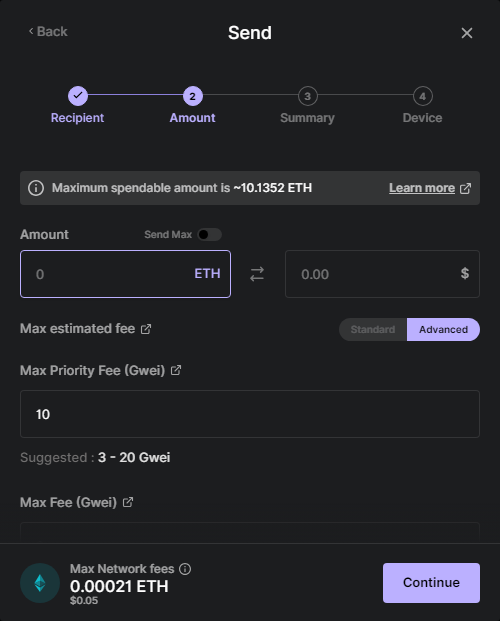 Back
Send
2
3
4
Recipient
Amount
Summary
Device
Maximum spendable amount is ~10.1352 ETH
Learn more
Amount
Send Max
0
ETH
0.00
$
Max estimated fee
Standard
Advanced
Max Priority Fee (Gwei)
10
Suggested : 3 - 20 Gwei
Max Fee (Gwei)
Max Network fees
0.00021 ETH
$0.05
Continue